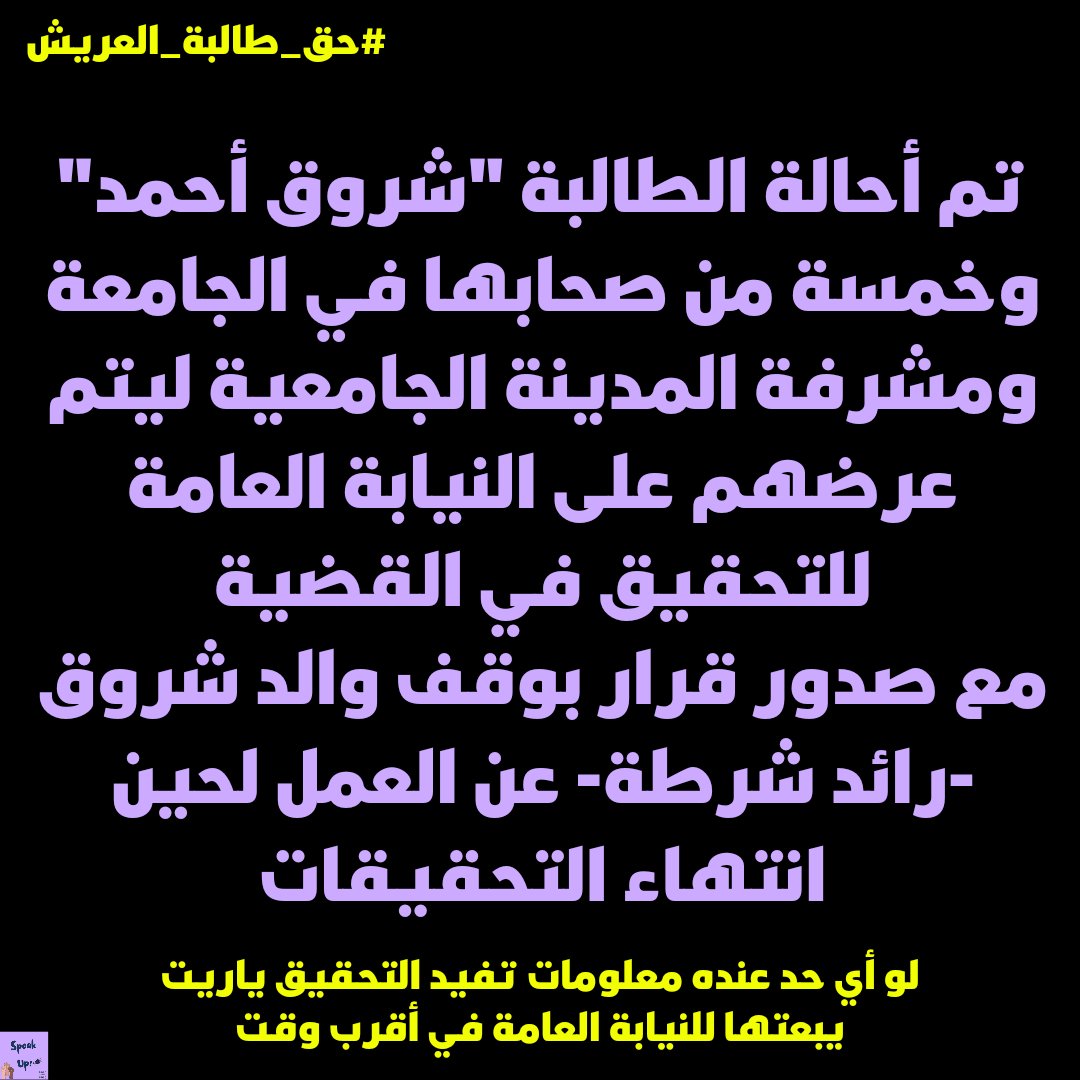 #حق_طالبة_العريش
تم أحالة الطالبة "شروق أحمد"
وخمسة من صحابها في الجامعة
ومشرفة المدينة الجامعية ليتم
عرضهم على النيابة العامة
للتحقيق في القضية
مع صدور قرار بوقف والد شروق
-رائد شرطة- عن العمل لحين
انتهاء التحقيقات
لو أي حد عنده معلومات تفيد التحقيق ياريت
يبعتها للنيابة العامة في أقرب وقت
Speak
Up